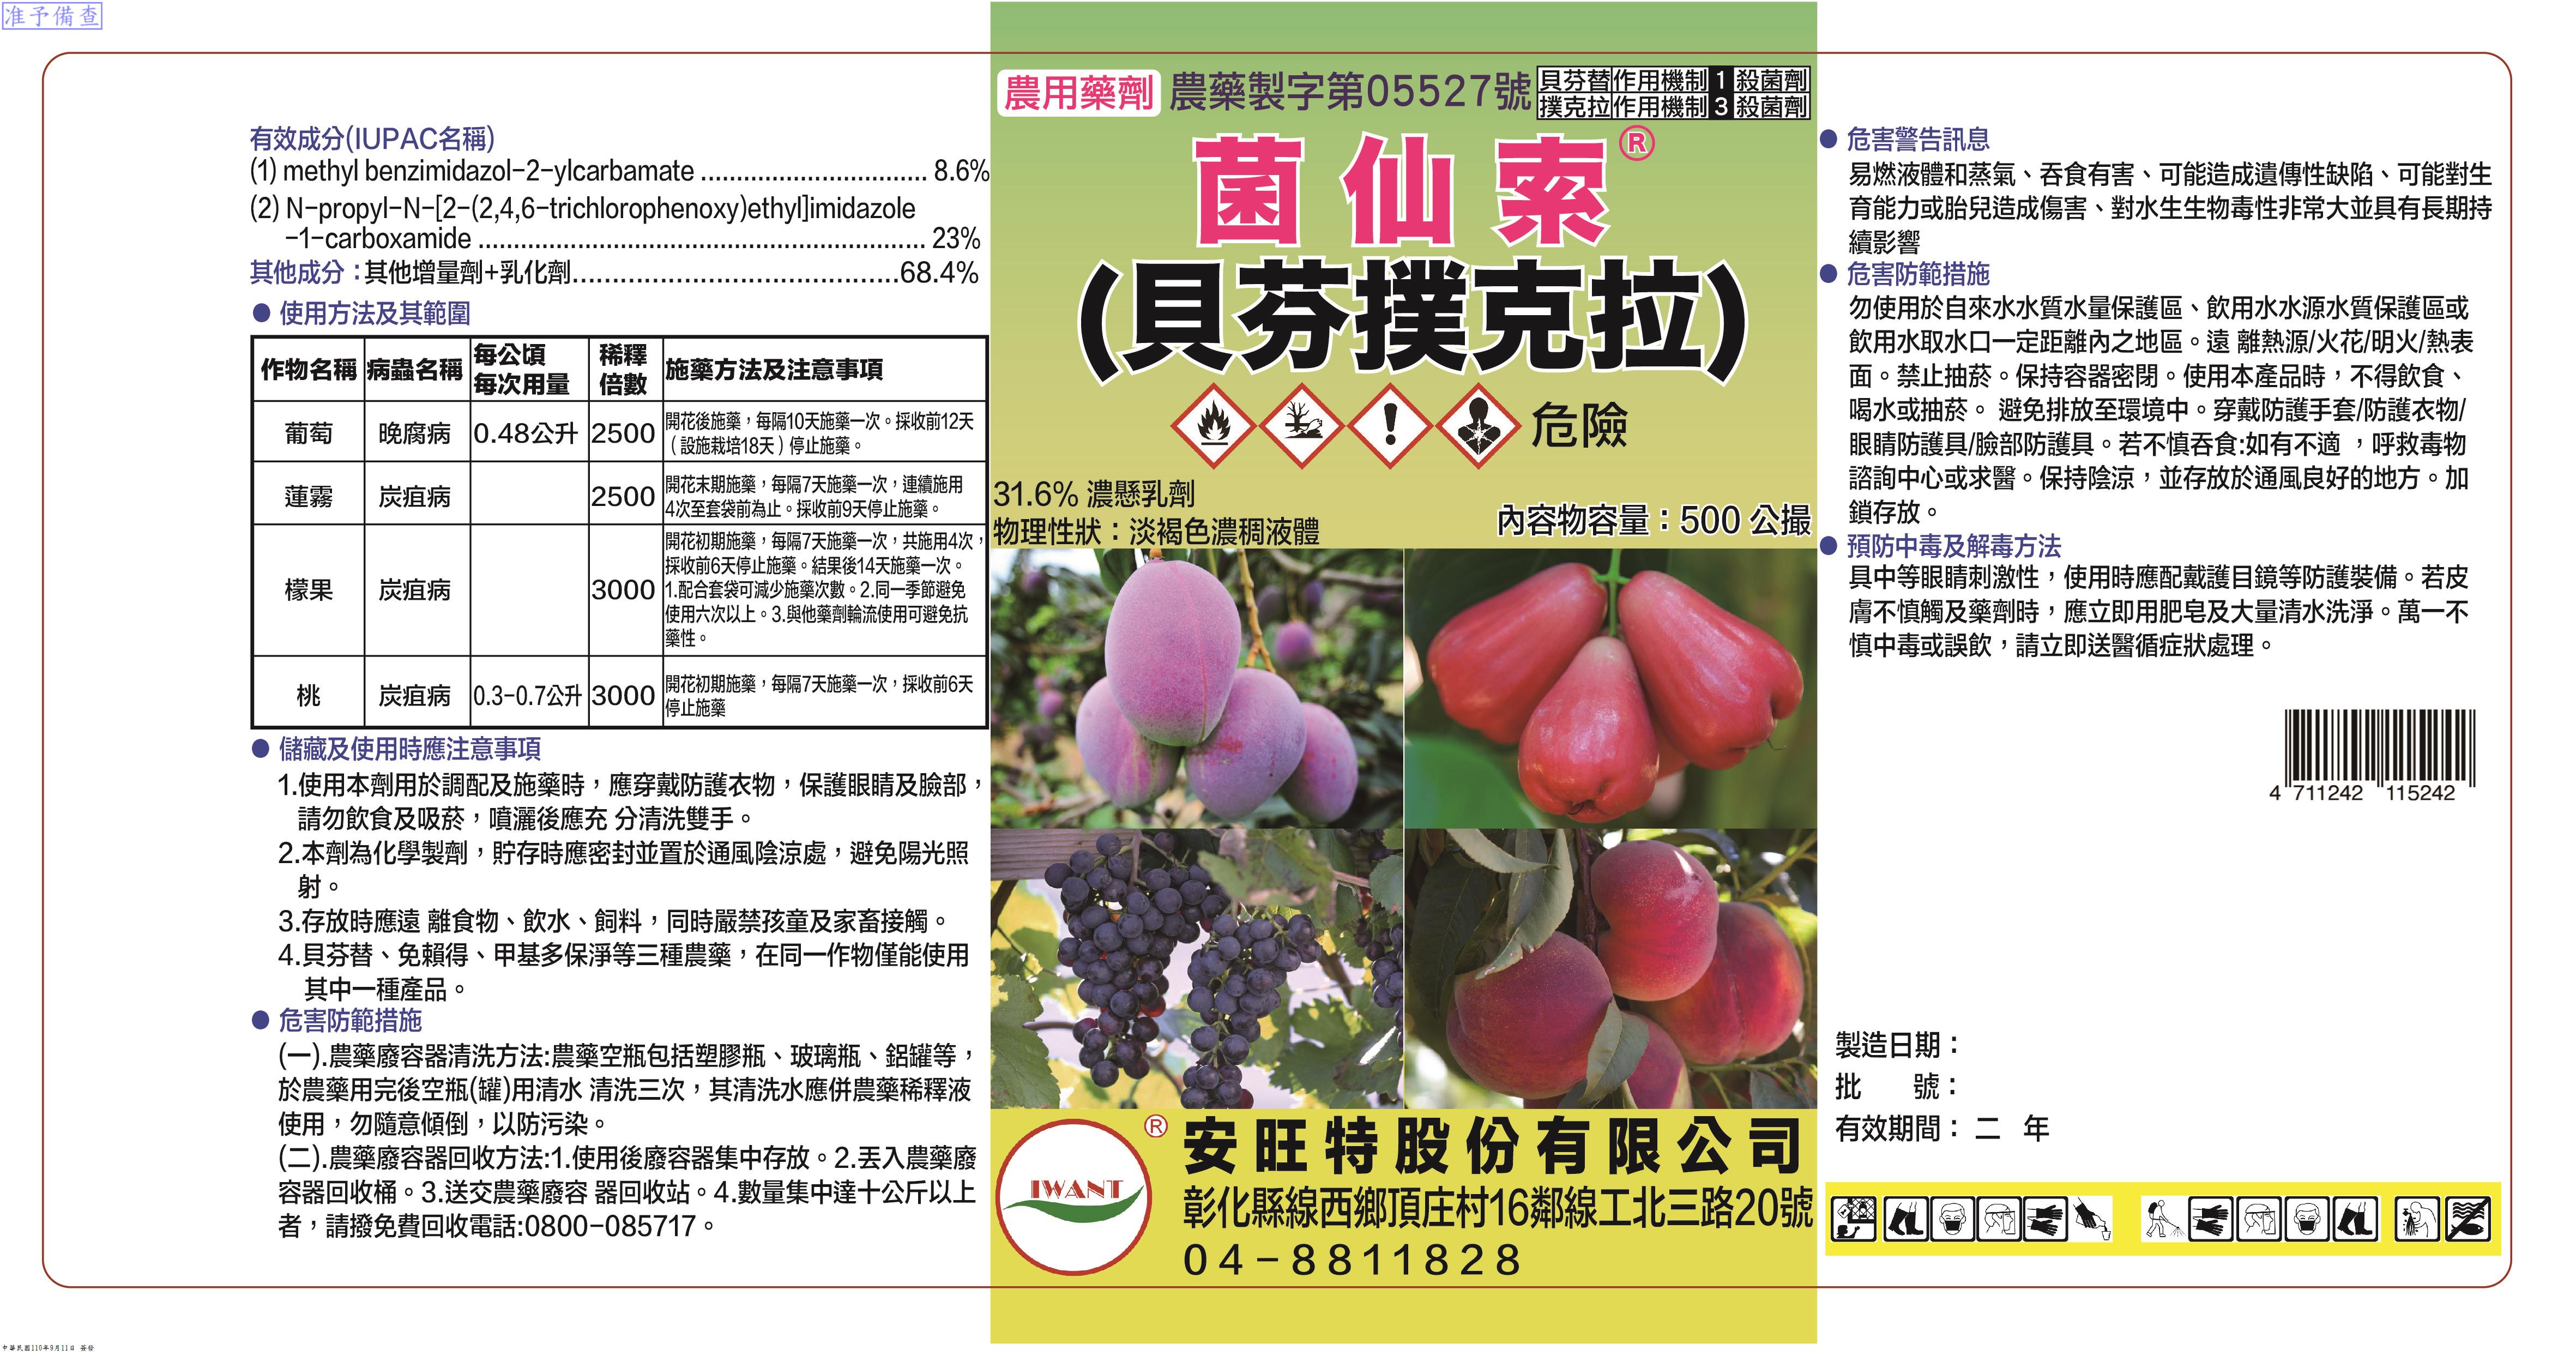 准予備查
有效成分(IUPAC名稱)
(1) methyl benzimidazol-2-ylcarbamate ................................ 8.6%
(2) N-propyl-N-[2-(2,4,6-trichlorophenoxy)ethyl]imidazole
-1-carboxamide ............................................................... 23%
其他成分：其他增量劑+乳化劑....................................68.4%
● 使用方法及其範圍
作物名稱 病蟲名稱 每公頃每次用量 稀釋倍數 施藥方法及注意事項
葡萄 晚腐病 0.48公升 2500 開花後施藥，每隔10天施藥一次。採收前12天
（設施栽培18天）停止施藥。
蓮霧 炭疽病 2500 開花末期施藥，每隔7天施藥一次，連續施用
4次至套袋前為止。採收前9天停止施藥。
檬果 炭疽病 3000 開花初期施藥，每隔7天施藥一次，共施用4次，
採收前6天停止施藥。結果後14天施藥一次。
1.配合套袋可減少施藥次數。2.同一季節避免
使用六次以上。3.與他藥劑輪流使用可避免抗
藥性。
桃 炭疽病 0.3-0.7公升 3000 開花初期施藥，每隔7天施藥一次，採收前6天
停止施藥
● 儲藏及使用時應注意事項
1.使用本劑用於調配及施藥時，應穿戴防護衣物，保護眼睛及臉部，
請勿飲食及吸菸，噴灑後應充 分清洗雙手。
2.本劑為化學製劑，貯存時應密封並置於通風陰涼處，避免陽光照
射。
3.存放時應遠 離食物、飲水、飼料，同時嚴禁孩童及家畜接觸。
4.貝芬替、免賴得、甲基多保淨等三種農藥，在同一作物僅能使用
其中一種產品。
● 危害防範措施
(一).農藥廢容器清洗方法:農藥空瓶包括塑膠瓶、玻璃瓶、鋁罐等，
於農藥用完後空瓶(罐)用清水 清洗三次，其清洗水應併農藥稀釋液
使用，勿隨意傾倒，以防污染。
(二).農藥廢容器回收方法:1.使用後廢容器集中存放。2.丟入農藥廢
容器回收桶。3.送交農藥廢容 器回收站。4.數量集中達十公斤以上
者，請撥免費回收電話:0800-085717。
農用藥劑 農藥製字第05527號
貝芬替 作用機制 1 殺菌劑
撲克拉 作用機制 3 殺菌劑
菌仙索®
(貝芬撲克拉)
危險
31.6% 濃懸乳劑
物理性狀：淡褐色濃稠液體
內容物容量：500 公撮
IWANT ®
安旺特股份有限公司
彰化縣線西鄉頂庄村16鄰線工北三路20號
04-8811828
● 危害警告訊息
易燃液體和蒸氣、吞食有害、可能造成遺傳性缺陷、可能對生
育能力或胎兒造成傷害、對水生生物毒性非常大並具有長期持
續影響
● 危害防範措施
勿使用於自來水水質水量保護區、飲用水水源水質保護區或
飲用水取水口一定距離內之地區。遠 離熱源/火花/明火/熱表
面。禁止抽菸。保持容器密閉。使用本產品時，不得飲食、
喝水或抽菸。 避免排放至環境中。穿戴防護手套/防護衣物/
眼睛防護具/臉部防護具。若不慎吞食:如有不適 ，呼救毒物
諮詢中心或求醫。保持陰涼，並存放於通風良好的地方。加
鎖存放。
● 預防中毒及解毒方法
具中等眼睛刺激性，使用時應配戴護目鏡等防護裝備。若皮
膚不慎觸及藥劑時，應立即用肥皂及大量清水洗淨。萬一不
慎中毒或誤飲，請立即送醫循症狀處理。
4 711242 115242
製造日期：
批 號：
有效期間： 二 年
中華民國110年9月11日 簽發